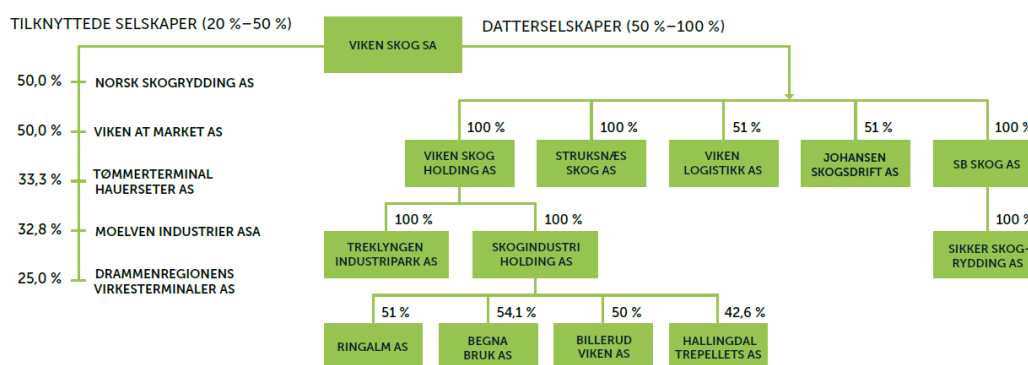 TILKNYTTEDE SELSKAPER (20 %–50 %)
VIKEN SKOG SA
DATTERSELSKAPER (50 %–100 %)
50,0 %
NORSK SKOGRYDDING AS
50,0 %
VIKEN AT MARKET AS
33,3 %
TØMMERTERMINAL
HAUERSETER AS
32,8 %
MOELVEN INDUSTRIER ASA
25,0 %
DRAMMENREGIONENS
VIRKESTERMINALER AS
100 %
VIKEN SKOG
HOLDING AS
100 %
STRUKSNÆS
SKOG AS
51 %
VIKEN
LOGISTIKK AS
51 %
JOHANSEN
SKOGSDRIFT AS
100 %
SB SKOG AS
100 %
TREKLYNGEN
INDUSTRIPARK AS
100 %
SKOGINDUSTRI
HOLDING AS
100 %
SIKKER SKOG-
RYDDING AS
51 %
RINGALM AS
54,1 %
BEGNA
BRUK AS
50 %
BILLERUD
VIKEN AS
42,6 %
HALLINGDAL
TREPELLETS AS